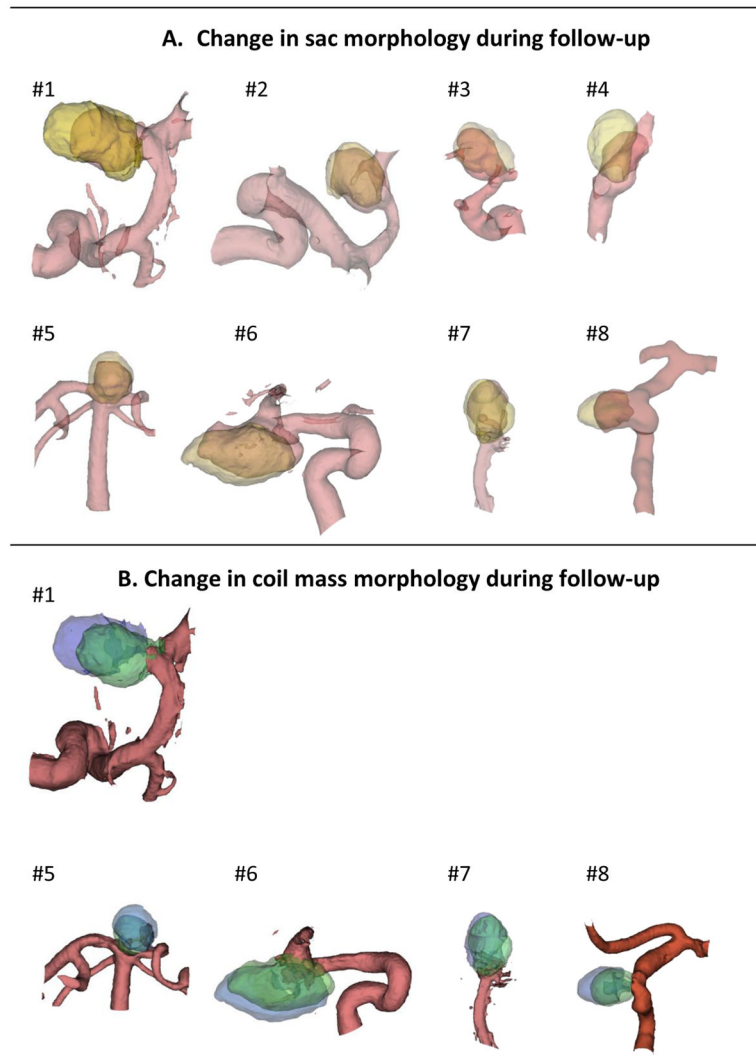 A. Change in sac morphology during follow-up
#1 #2 #3 #4
#5 #6 #7 #8
B. Change in coil mass morphology during follow-up
#1
#5 #6 #7 #8